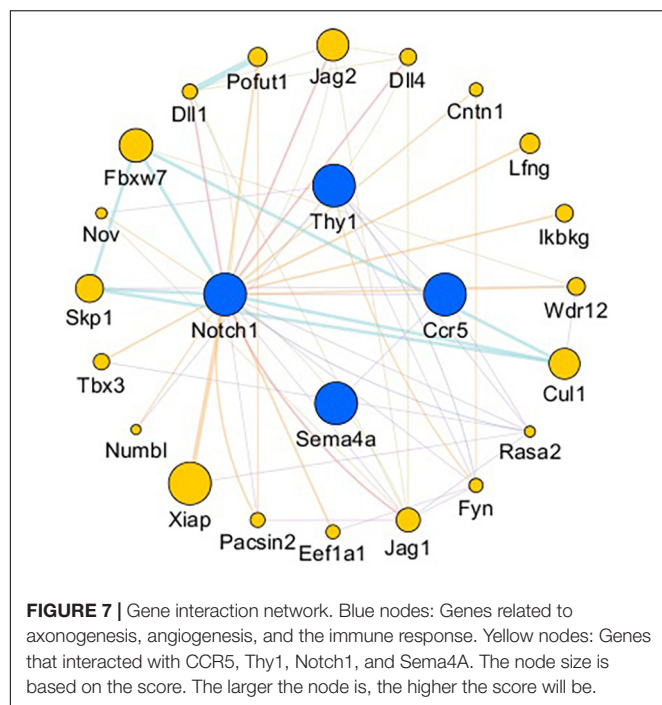 Jag2
Pofut1
Dll4
Dll1
Cntn1
Fbxw7
Lfng
Thy1
Nov
Ikbkg
Skp1
Notch1
Ccr5
Wdr12
Tbx3
Cul1
Numbl
Sema4a
Rasa2
Xiap
Fyn
Pacsin2
Eef1a1
Jag1
FIGURE 7 | Gene interaction network. Blue nodes: Genes related to
axonogenesis, angiogenesis, and the immune response. Yellow nodes: Genes
that interacted with CCR5, Thy1, Notch1, and Sema4A. The node size is
based on the score. The larger the node is, the higher the score will be.